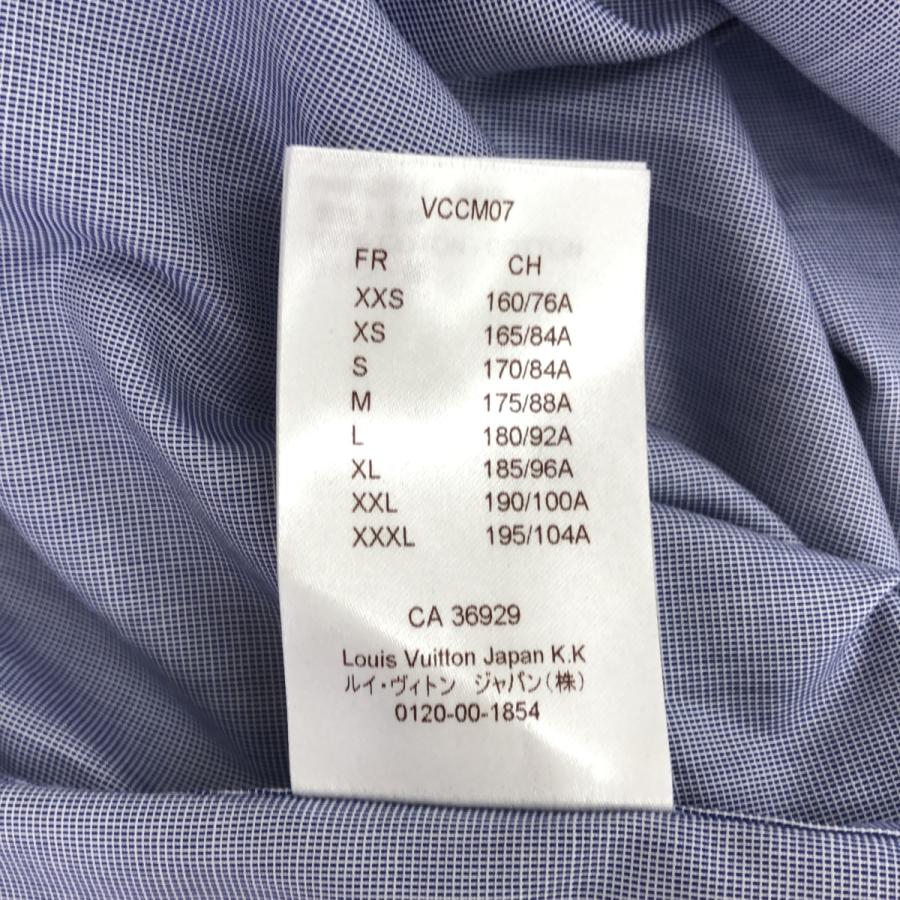 VCCM07
FR CH
XXS 160/76A
XS 165/84A
S 170/84A
M 175/88A
L 180/92A
XL 185/96A
XXL 190/100A
XXXL 195/104A
CA 36929
Louis Vuitton Japan K.K
ルイ・ヴィトン ジャパン(株)
0120-00-1854